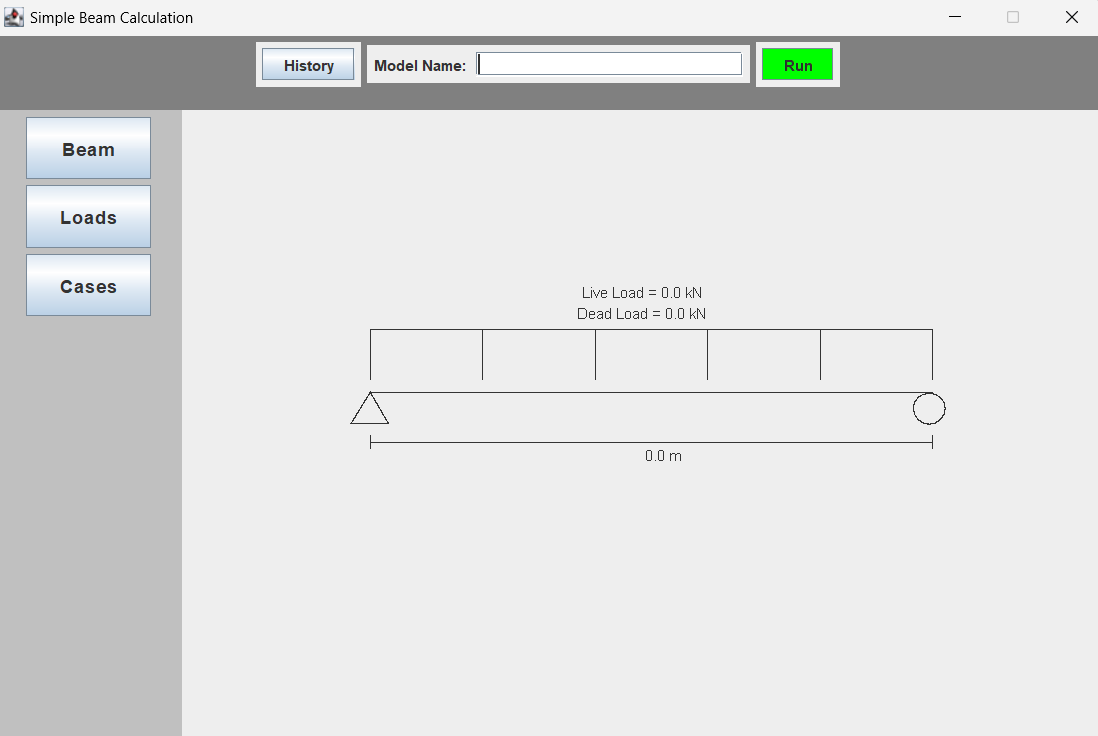 Simple Beam Calculation
History
Model Name:
Run
Beam
Loads
Cases
Live Load = 0.0 kN
Dead Load = 0.0 kN
0.0 m